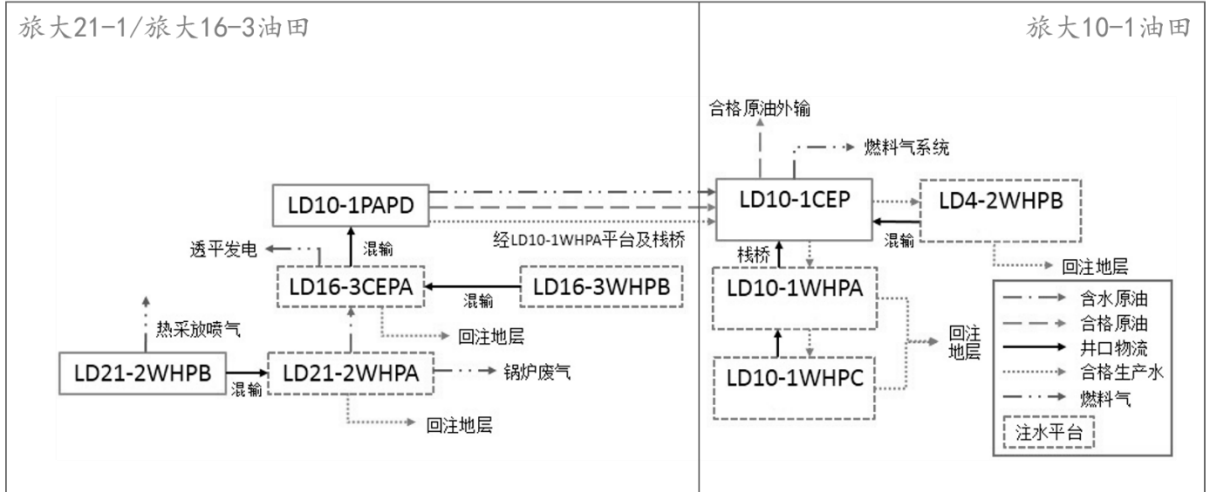 旅大21-1/旅大16-3油田
旅大10-1油田
合格原油外输
燃料气系统
LD10-1PAPD
LD10-1CEP
LD4-2WHPB
透平发电
混输
经LD10-1WHPA平台及栈桥
栈桥
混输
回注地层
LD16-3CEPA
混输
LD16-3WHPB
LD10-1WHPA
热采放喷气
回注地层
回注
地层
LD21-2WHPB
混输
LD21-2WHPA
锅炉废气
LD10-1WHPC
回注地层
含水原油
合格原油
井口物流
合格生产水
燃料气
注水平台